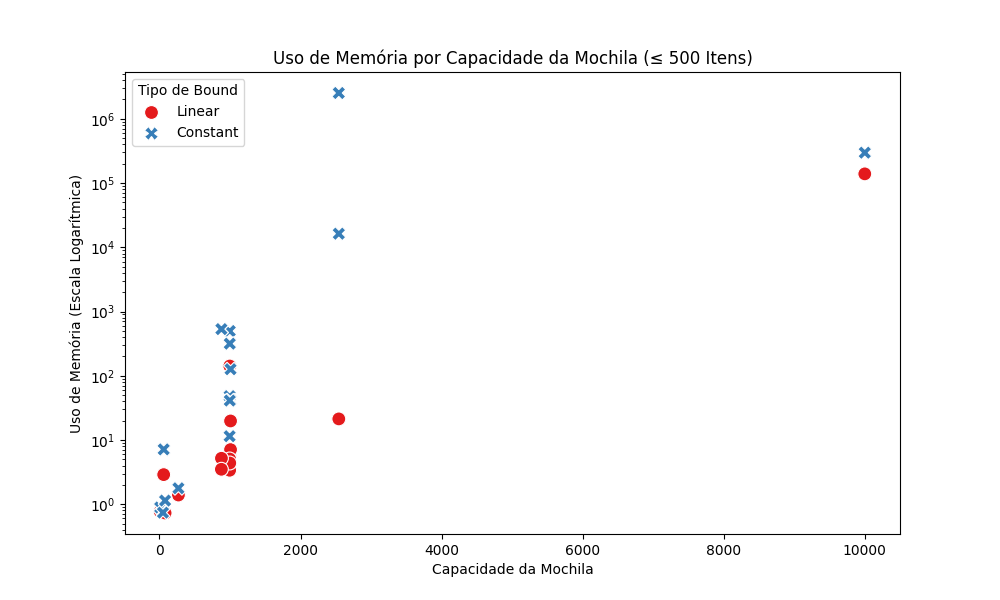 Uso de Memória por Capacidade da Mochila (≤ 500 Itens)
Tipo de Bound
Linear
Constant
Uso de Memória (Escala Logarítmica)
10⁶
10⁵
10⁴
10³
10²
10¹
10⁰
0 2000 4000 6000 8000 10000
Capacidade da Mochila